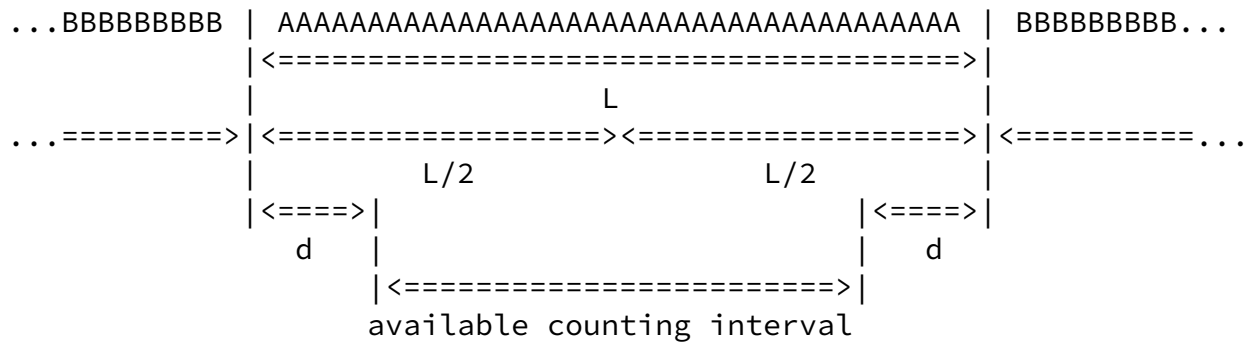 ...BBBBBBBBB | AAAAAAAAAAAAAAAAAAAAAAAAAAAAAAAAAAAAAA | BBBBBBBBB...
|<======================================>|
| L |
...=========>|<==================><==================>|<==========...
| L/2 L/2 |
|<====>| |<====>|
d | | d
|<========================>|
available counting interval